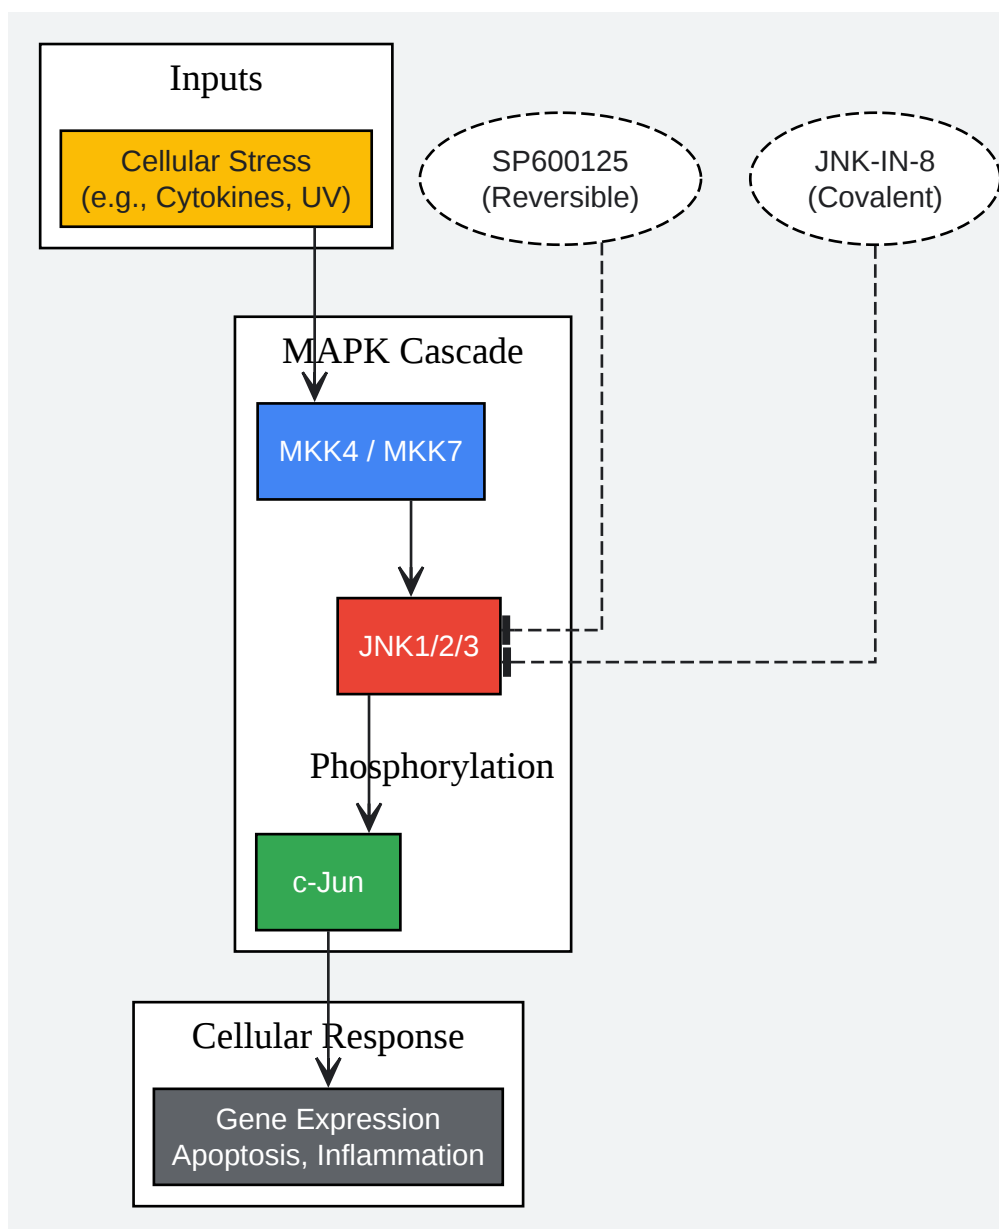 Inputs
Cellular Stress
(e.g., Cytokines, UV)
SP600125
(Reversible)
JNK-IN-8
(Covalent)
MAPK Cascade
MKK4 / MKK7
JNK1/2/3
Phosphorylation
c-Jun
Cellular Response
Gene Expression
Apoptosis, Inflammation